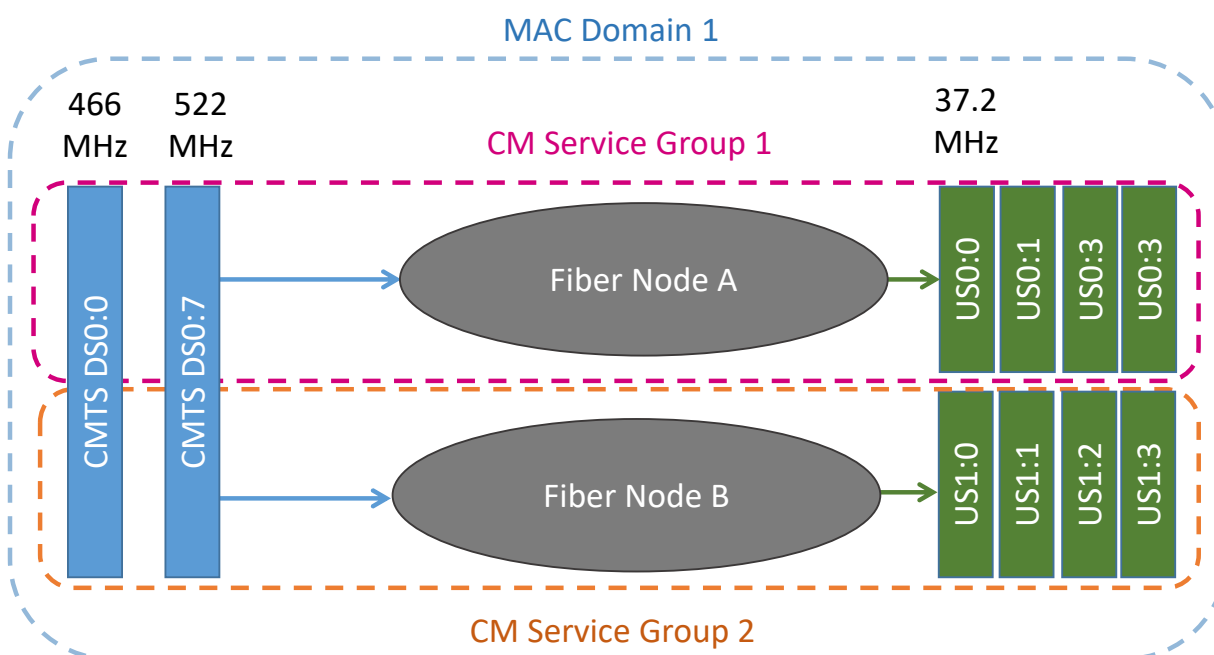 MAC Domain 1
466
MHz
522
MHz
37.2
MHz
CM Service Group 1
CMTS DS0:0
CMTS DS0:7
Fiber Node A
US0:0
US0:1
US0:3
US0:3
Fiber Node B
US1:0
US1:1
US1:2
US1:3
CM Service Group 2